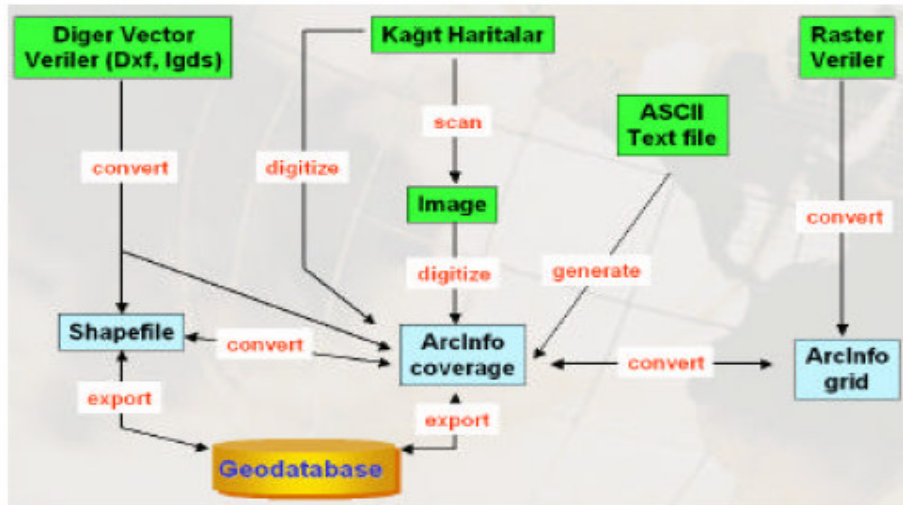 Diger Vector
Veriler (Dxf, Igds)
Kağıt Haritalar
Raster
Veriler
ASCII
Text file
scan
convert
digitize
Image
convert
digitize
generate
Shapefile
convert
ArcInfo
coverage
convert
ArcInfo
grid
export
export
Geodatabase